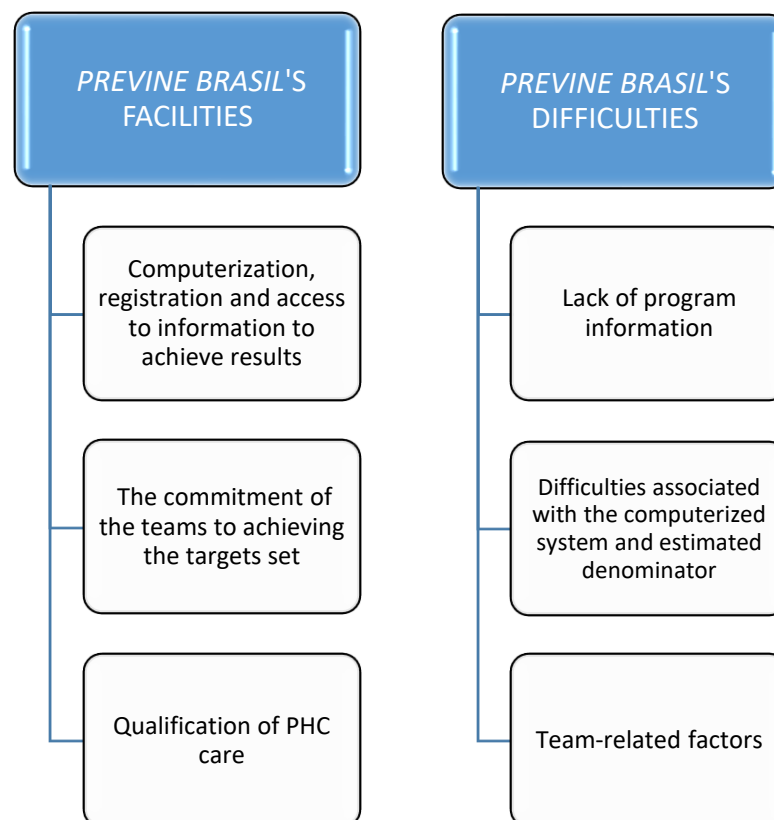 PREVINE BRASIL'S
FACILITIES
Computerization,
registration and access
to information to
achieve results
The commitment of
the teams to achieving
the targets set
Qualification of PHC
care
PREVINE BRASIL'S
DIFFICULTIES
Lack of program
information
Difficulties associated
with the computerized
system and estimated
denominator
Team-related factors